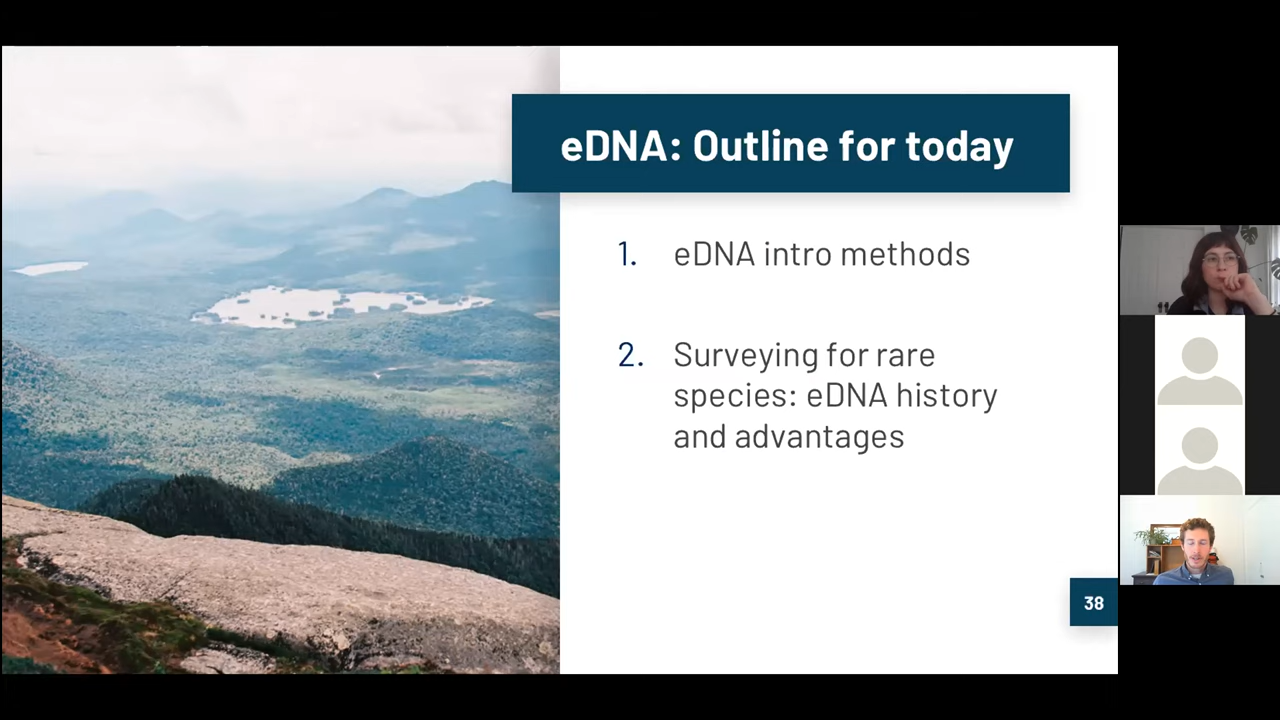 eDNA: Outline for today
1. eDNA intro methods
2. Surveying for rare
species: eDNA history
and advantages
38